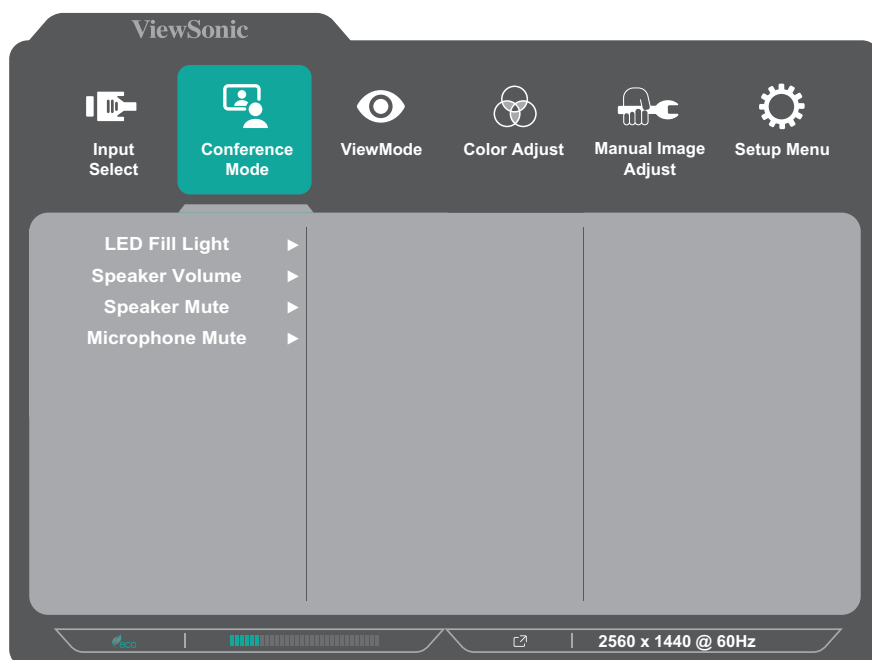 ViewSonic
Input
Select
Conference
Mode
ViewMode
Color Adjust
Manual Image
Adjust
Setup Menu
LED Fill Light
Speaker Volume
Speaker Mute
Microphone Mute
eco
2560 x 1440 @ 60Hz